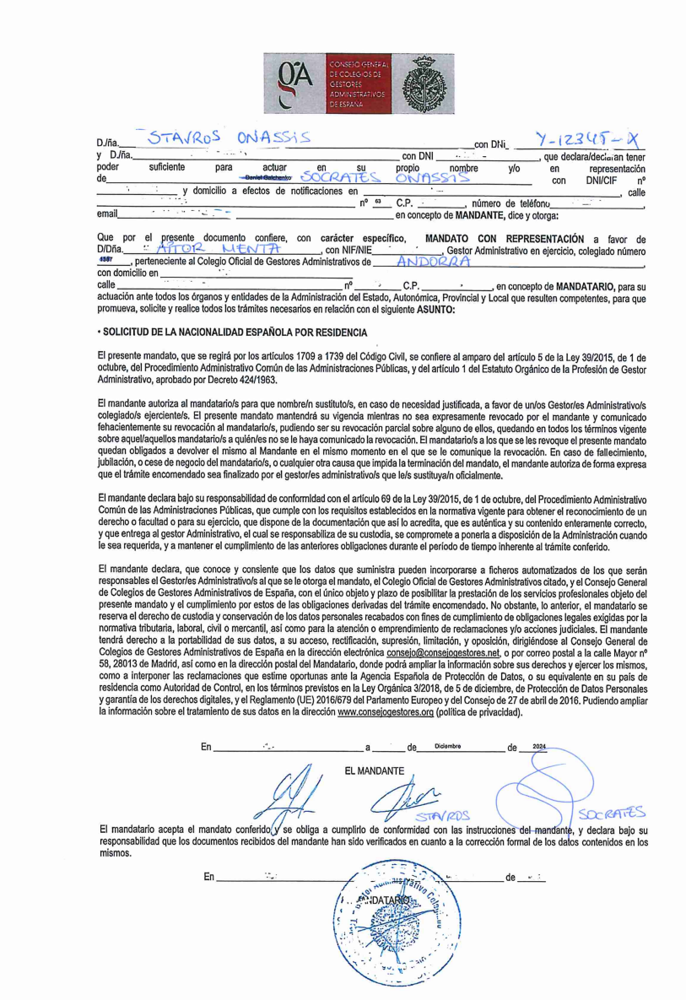 gA
CONSEJO GENERAL
DE COLEGIOS DE
GESTORES
ADMINISTRATIVOS
DE ESPAÑA
D./ña. STAVROS ONASSIS con DNI Y-12345-X
y D./ña. con DNI , que declara/declaran tener
poder suficiente para actuar en su propio nombre y/o en representación
de SOCRATES ONASSIS con DNI/CIF nº
y domicilio a efectos de notificaciones en , calle
nº 63 C.P. , número de teléfono ,
email en concepto de MANDANTE, dice y otorga:
Que por el presente documento confiere, con carácter específico, MANDATO CON REPRESENTACIÓN a favor de
D/Dña. AITOR MENTA , con NIF/NIE , Gestor Administrativo en ejercicio, colegiado número
, perteneciente al Colegio Oficial de Gestores Administrativos de ANDORRA ,
con domicilio en
calle nº C.P. , en concepto de MANDATARIO, para su
actuación ante todos los órganos y entidades de la Administración del Estado, Autonómica, Provincial y Local que resulten competentes, para que
promueva, solicite y realice todos los trámites necesarios en relación con el siguiente ASUNTO:
• SOLICITUD DE LA NACIONALIDAD ESPAÑOLA POR RESIDENCIA
El presente mandato, que se regirá por los artículos 1709 a 1739 del Código Civil, se confiere al amparo del artículo 5 de la Ley 39/2015, de 1 de
octubre, del Procedimiento Administrativo Común de las Administraciones Públicas, y del artículo 1 del Estatuto Orgánico de la Profesión de Gestor
Administrativo, aprobado por Decreto 424/1963.
El mandante autoriza al mandatario/s para que nombre/n sustituto/s, en caso de necesidad justificada, a favor de un/os Gestor/es Administrativo/s
colegiado/s ejerciente/s. El presente mandato mantendrá su vigencia mientras no sea expresamente revocado por el mandante y comunicado
fehacientemente su revocación al mandatario/s, pudiendo ser su revocación parcial sobre alguno de ellos, quedando en todos los términos vigente
sobre aquel/aquellos mandatario/s a quién/es no se le haya comunicado la revocación. El mandatario/s a los que se les revoque el presente mandato
quedan obligados a devolver el mismo al Mandante en el mismo momento en el que se le comunique la revocación. En caso de fallecimiento,
jubilación, o cese de negocio del mandatario/s, o cualquier otra causa que impida la terminación del mandato, el mandante autoriza de forma expresa
que el trámite encomendado sea finalizado por el gestor/es administrativo/s que le/s sustituya/n oficialmente.
El mandante declara bajo su responsabilidad de conformidad con el artículo 69 de la Ley 39/2015, de 1 de octubre, del Procedimiento Administrativo
Común de las Administraciones Públicas, que cumple con los requisitos establecidos en la normativa vigente para obtener el reconocimiento de un
derecho o facultad o para su ejercicio, que dispone de la documentación que así lo acredita, que es auténtica y su contenido enteramente correcto,
y que entrega al gestor Administrativo, el cual se responsabiliza de su custodia, se compromete a ponerla a disposición de la Administración cuando
le sea requerida, y a mantener el cumplimiento de las anteriores obligaciones durante el período de tiempo inherente al trámite conferido.
El mandante declara, que conoce y consiente que los datos que suministra pueden incorporarse a ficheros automatizados de los que serán
responsables el Gestor/es Administrativo/s al que se le otorga el mandato, el Colegio Oficial de Gestores Administrativos citado, y el Consejo General
de Colegios de Gestores Administrativos de España, con el único objeto y plazo de posibilitar la prestación de los servicios profesionales objeto del
presente mandato y el cumplimiento por estos de las obligaciones derivadas del trámite encomendado. No obstante, lo anterior, el mandatario se
reserva el derecho de custodia y conservación de los datos personales recabados con fines de cumplimiento de obligaciones legales exigidas por la
normativa tributaria, laboral, civil o mercantil, así como para la atención o emprendimiento de reclamaciones y/o acciones judiciales. El mandante
tendrá derecho a la portabilidad de sus datos, a su acceso, rectificación, supresión, limitación, y oposición, dirigiéndose al Consejo General de
Colegios de Gestores Administrativos de España en la dirección electrónica consejo@consejogestores.net, o por correo postal a la calle Mayor nº
58, 28013 de Madrid, así como en la dirección postal del Mandatario, donde podrá ampliar la información sobre sus derechos y ejercer los mismos,
como a interponer las reclamaciones que estime oportunas ante la Agencia Española de Protección de Datos, o su equivalente en su país de
residencia como Autoridad de Control, en los términos previstos en la Ley Orgánica 3/2018, de 5 de diciembre, de Protección de Datos Personales
y garantía de los derechos digitales, y el Reglamento (UE) 2016/679 del Parlamento Europeo y del Consejo de 27 de abril de 2016. Pudiendo ampliar
la información sobre el tratamiento de sus datos en la dirección www.consejogestores.org (política de privacidad).
En a de Diciembre de 2024
EL MANDANTE
STAVROS
SOCRATES
El mandatario acepta el mandato conferido y se obliga a cumplirlo de conformidad con las instrucciones del mandante, y declara bajo su
responsabilidad que los documentos recibidos del mandante han sido verificados en cuanto a la corrección formal de los datos contenidos en los
mismos.
En de